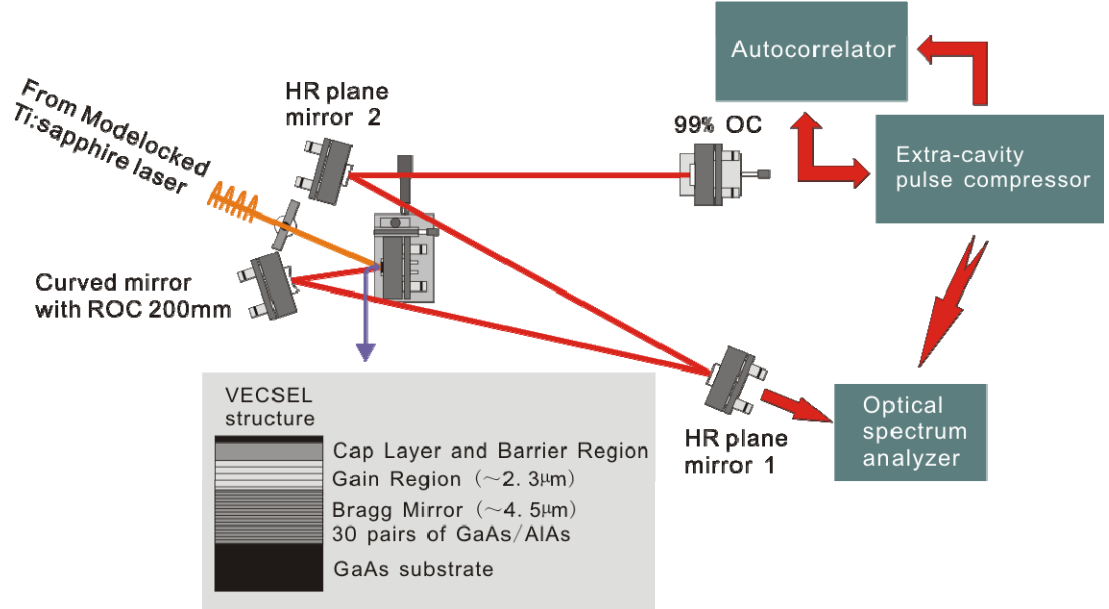 From Modelocked
Ti:sapphire laser
HR plane
mirror 2
99% OC
Autocorrelator
Extra-cavity
pulse compressor
Curved mirror
with ROC 200mm
HR plane
mirror 1
Optical
spectrum
analyzer
VECSEL
structure
Cap Layer and Barrier Region
Gain Region (~2. 3μm)
Bragg Mirror (~4. 5μm)
30 pairs of GaAs/AlAs
GaAs substrate